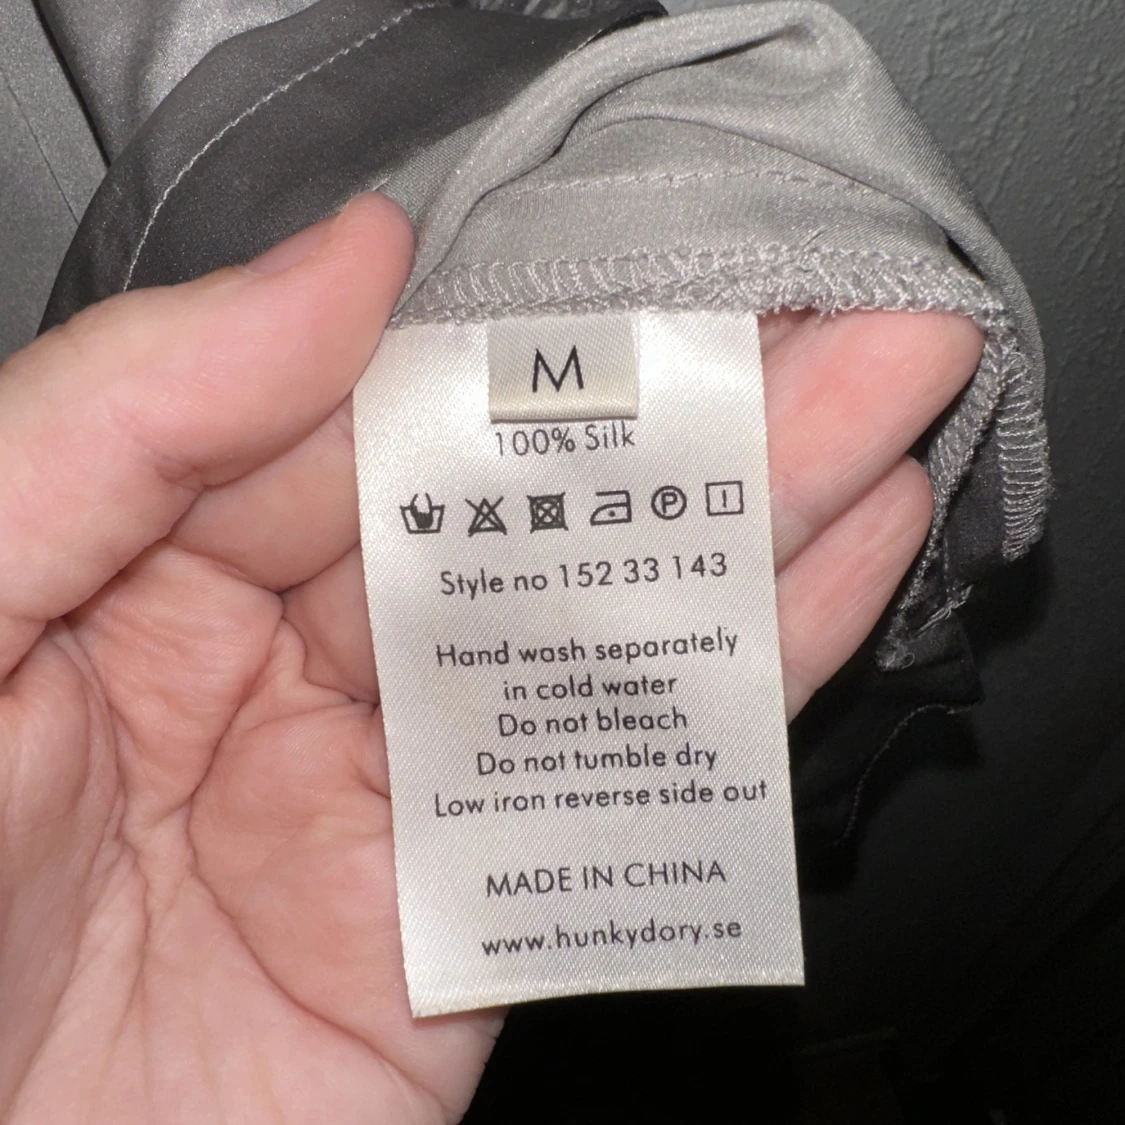 M
100% Silk
P
Style no 152 33 143
Hand wash separately
in cold water
Do not bleach
Do not tumble dry
Low iron reverse side out
MADE IN CHINA
www.hunkydory.se